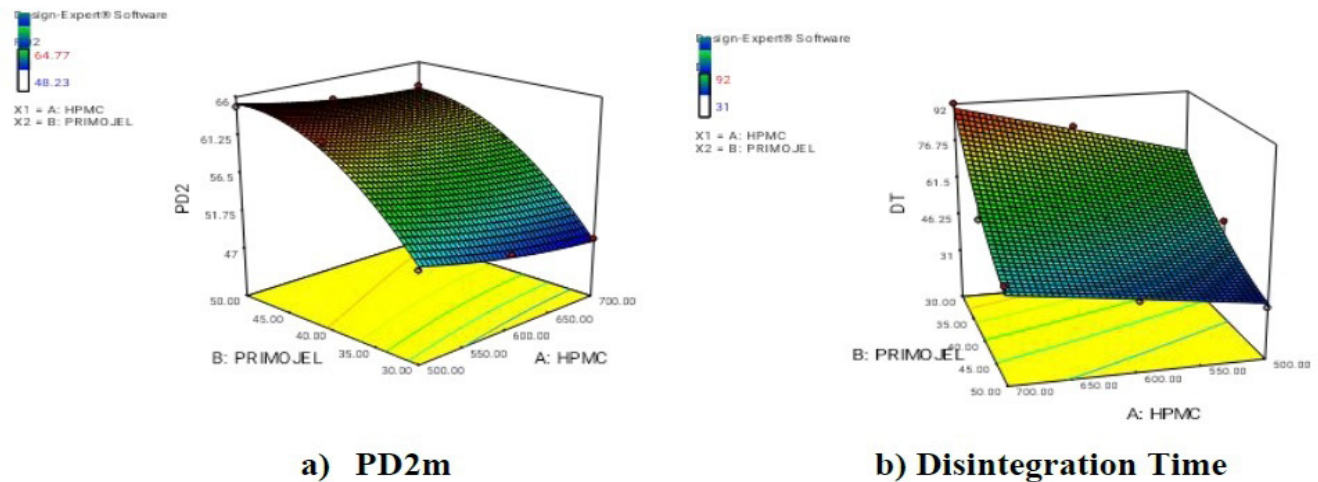 Design-Expert® Software
PD2
64.77
48.23
X1 = A: HPMC
X2 = B: PRIMOJEL
66
61.25
56.5
51.75
47
PD2
50.00
45.00
40.00
35.00
30.00
B: PRIMOJEL
500.00
550.00
600.00
650.00
700.00
A: HPMC
a) PD2m
Design-Expert® Software
92
31
X1 = A: HPMC
X2 = B: PRIMOJEL
92
76.75
61.5
46.25
31
DT
30.00
35.00
40.00
45.00
50.00
B: PRIMOJEL
700.00
650.00
600.00
550.00
500.00
A: HPMC
b) Disintegration Time